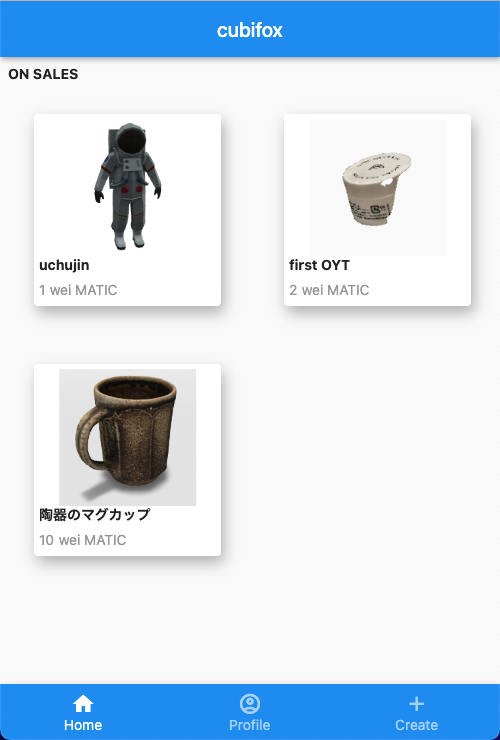 cubifox
ON SALES
uchujin
1 wei MATIC
first OYT
2 wei MATIC
陶器のマグカップ
10 wei MATIC
Home
Profile
Create